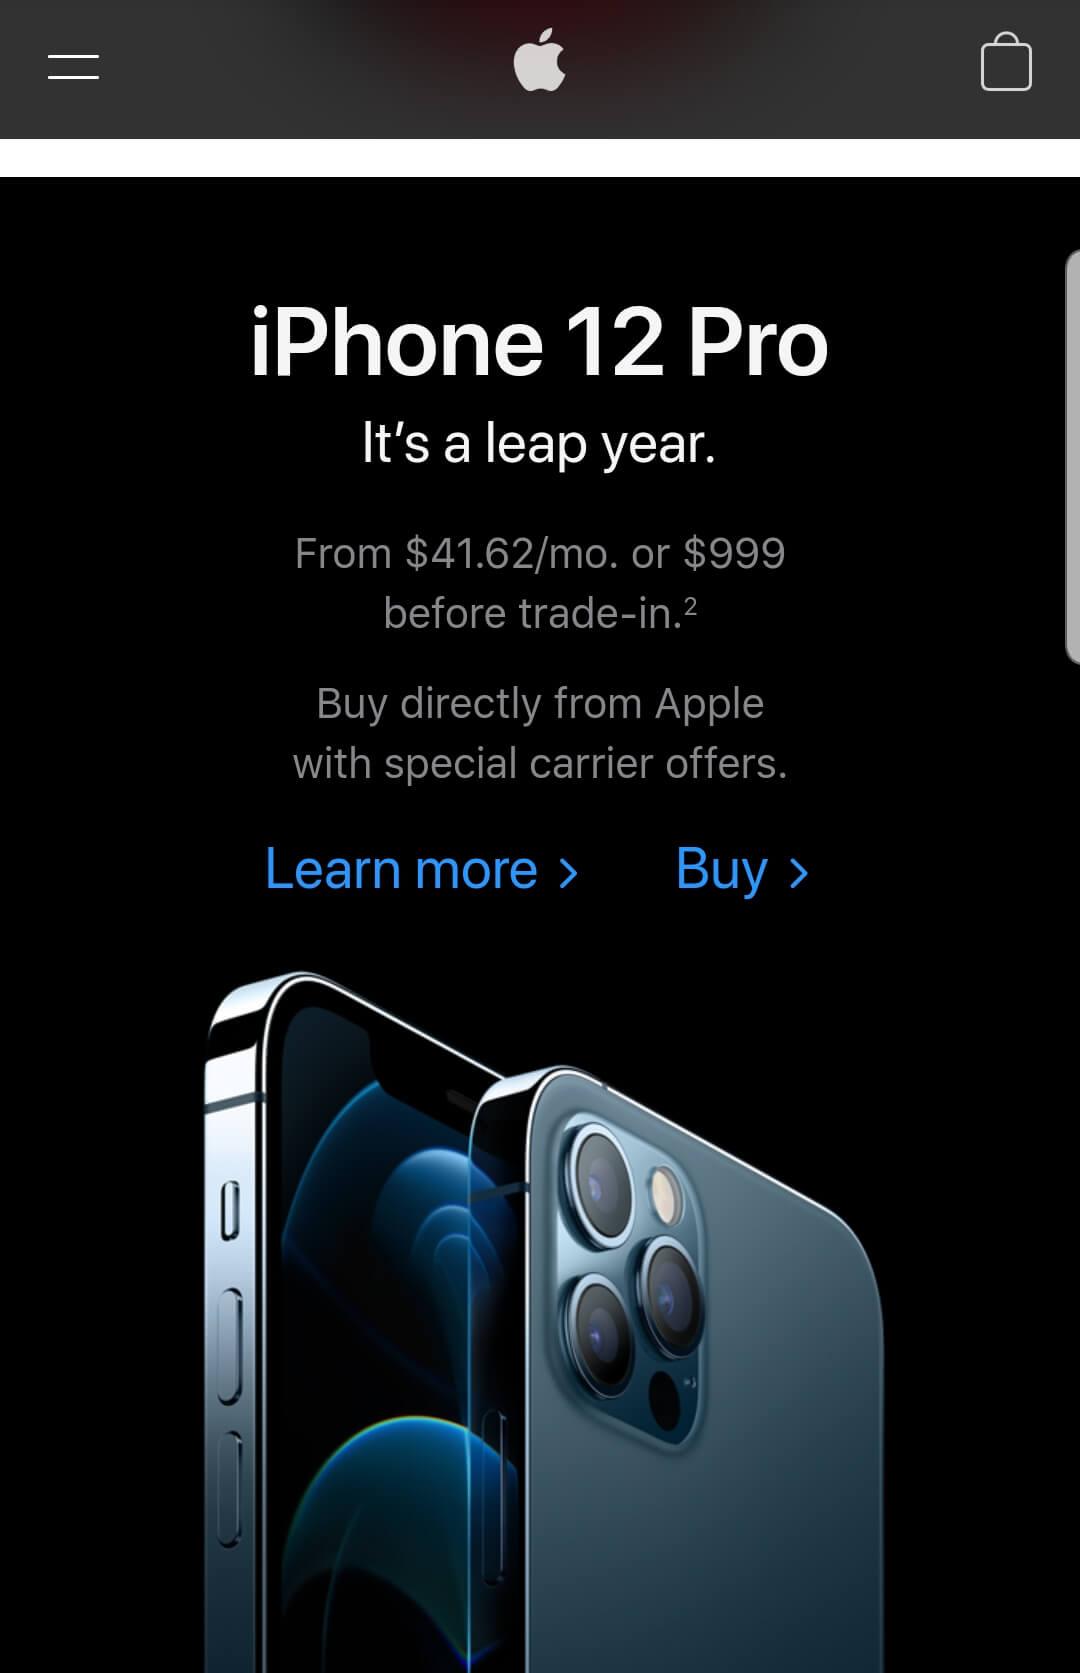 iPhone 12 Pro
It’s a leap year.
From $41.62/mo. or $999
before trade-in.²
Buy directly from Apple
with special carrier offers.
Learn more >
Buy >